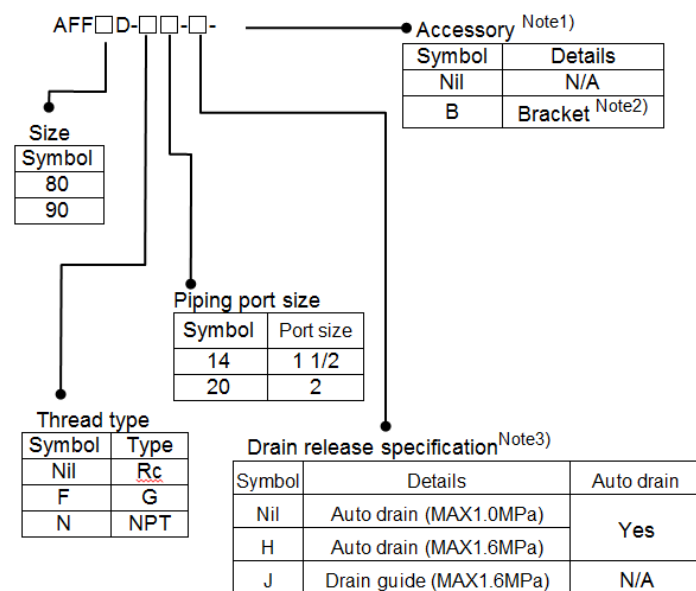 AFF□D-□□-□-
Accessory Note1)
Symbol Details
Nil N/A
B Bracket Note2)
Size
Symbol
80
90
Piping port size
Symbol Port size
14 1 1/2
20 2
Thread type
Symbol Type
Nil Rc
F G
N NPT
Drain release specification Note3)
Symbol Details Auto drain
Nil Auto drain (MAX1.0MPa) Yes
H Auto drain (MAX1.6MPa)
J Drain guide (MAX1.6MPa) N/A